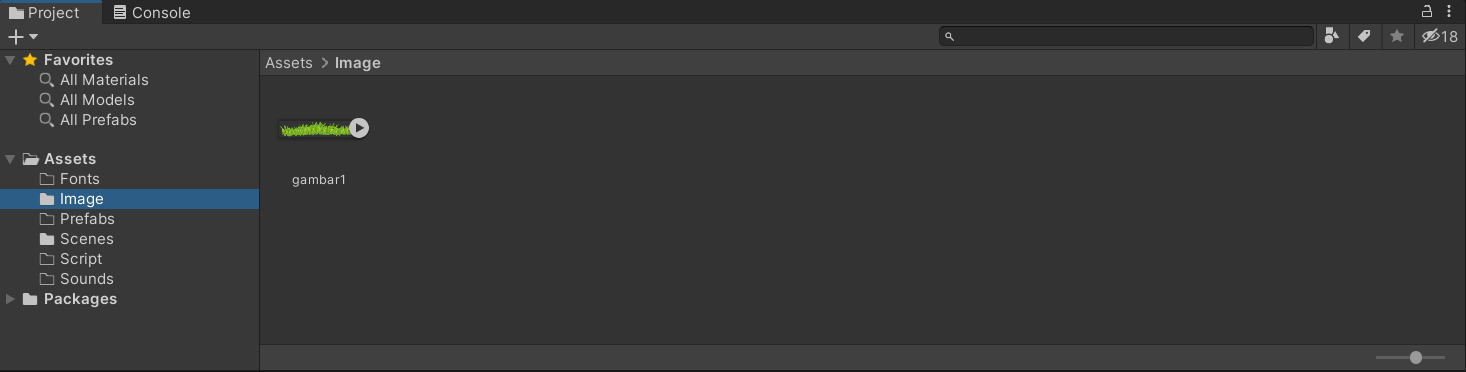 Project Console
18
Favorites
All Materials
All Models
All Prefabs
Assets
Fonts
Image
Prefabs
Scenes
Script
Sounds
Packages
Assets > Image
gambar1